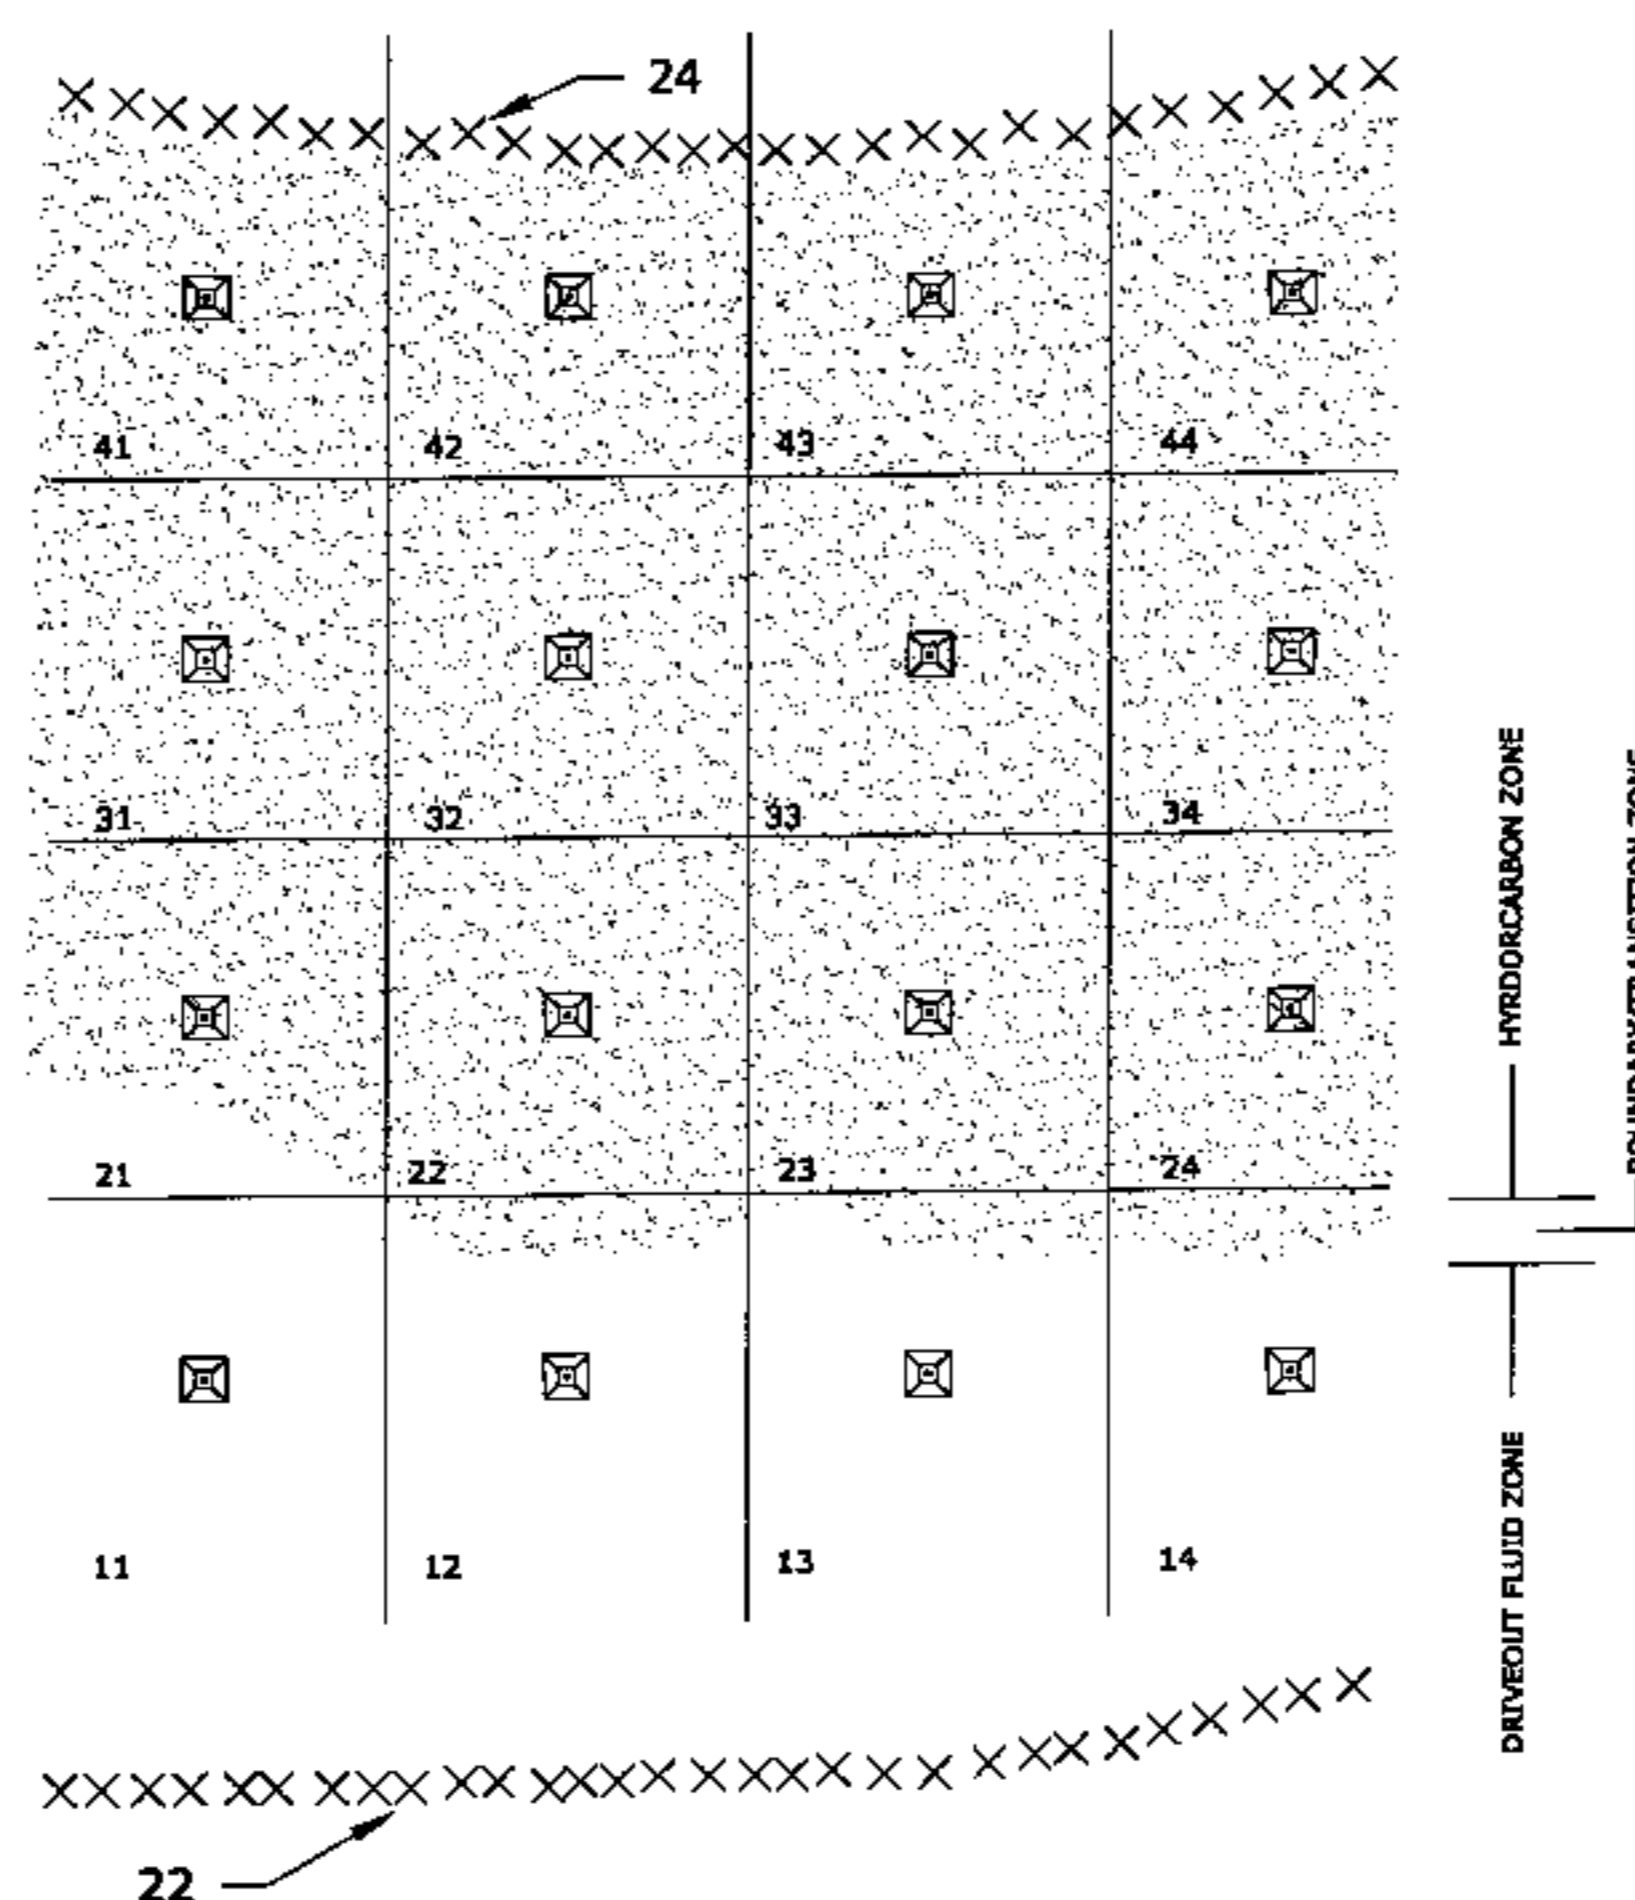 24
41 42 43 44
31 32 33 34
21 22 23 24
11 12 13 14
22
HYRDORCARBON ZONE
DRIVEOUT FLUID ZONE